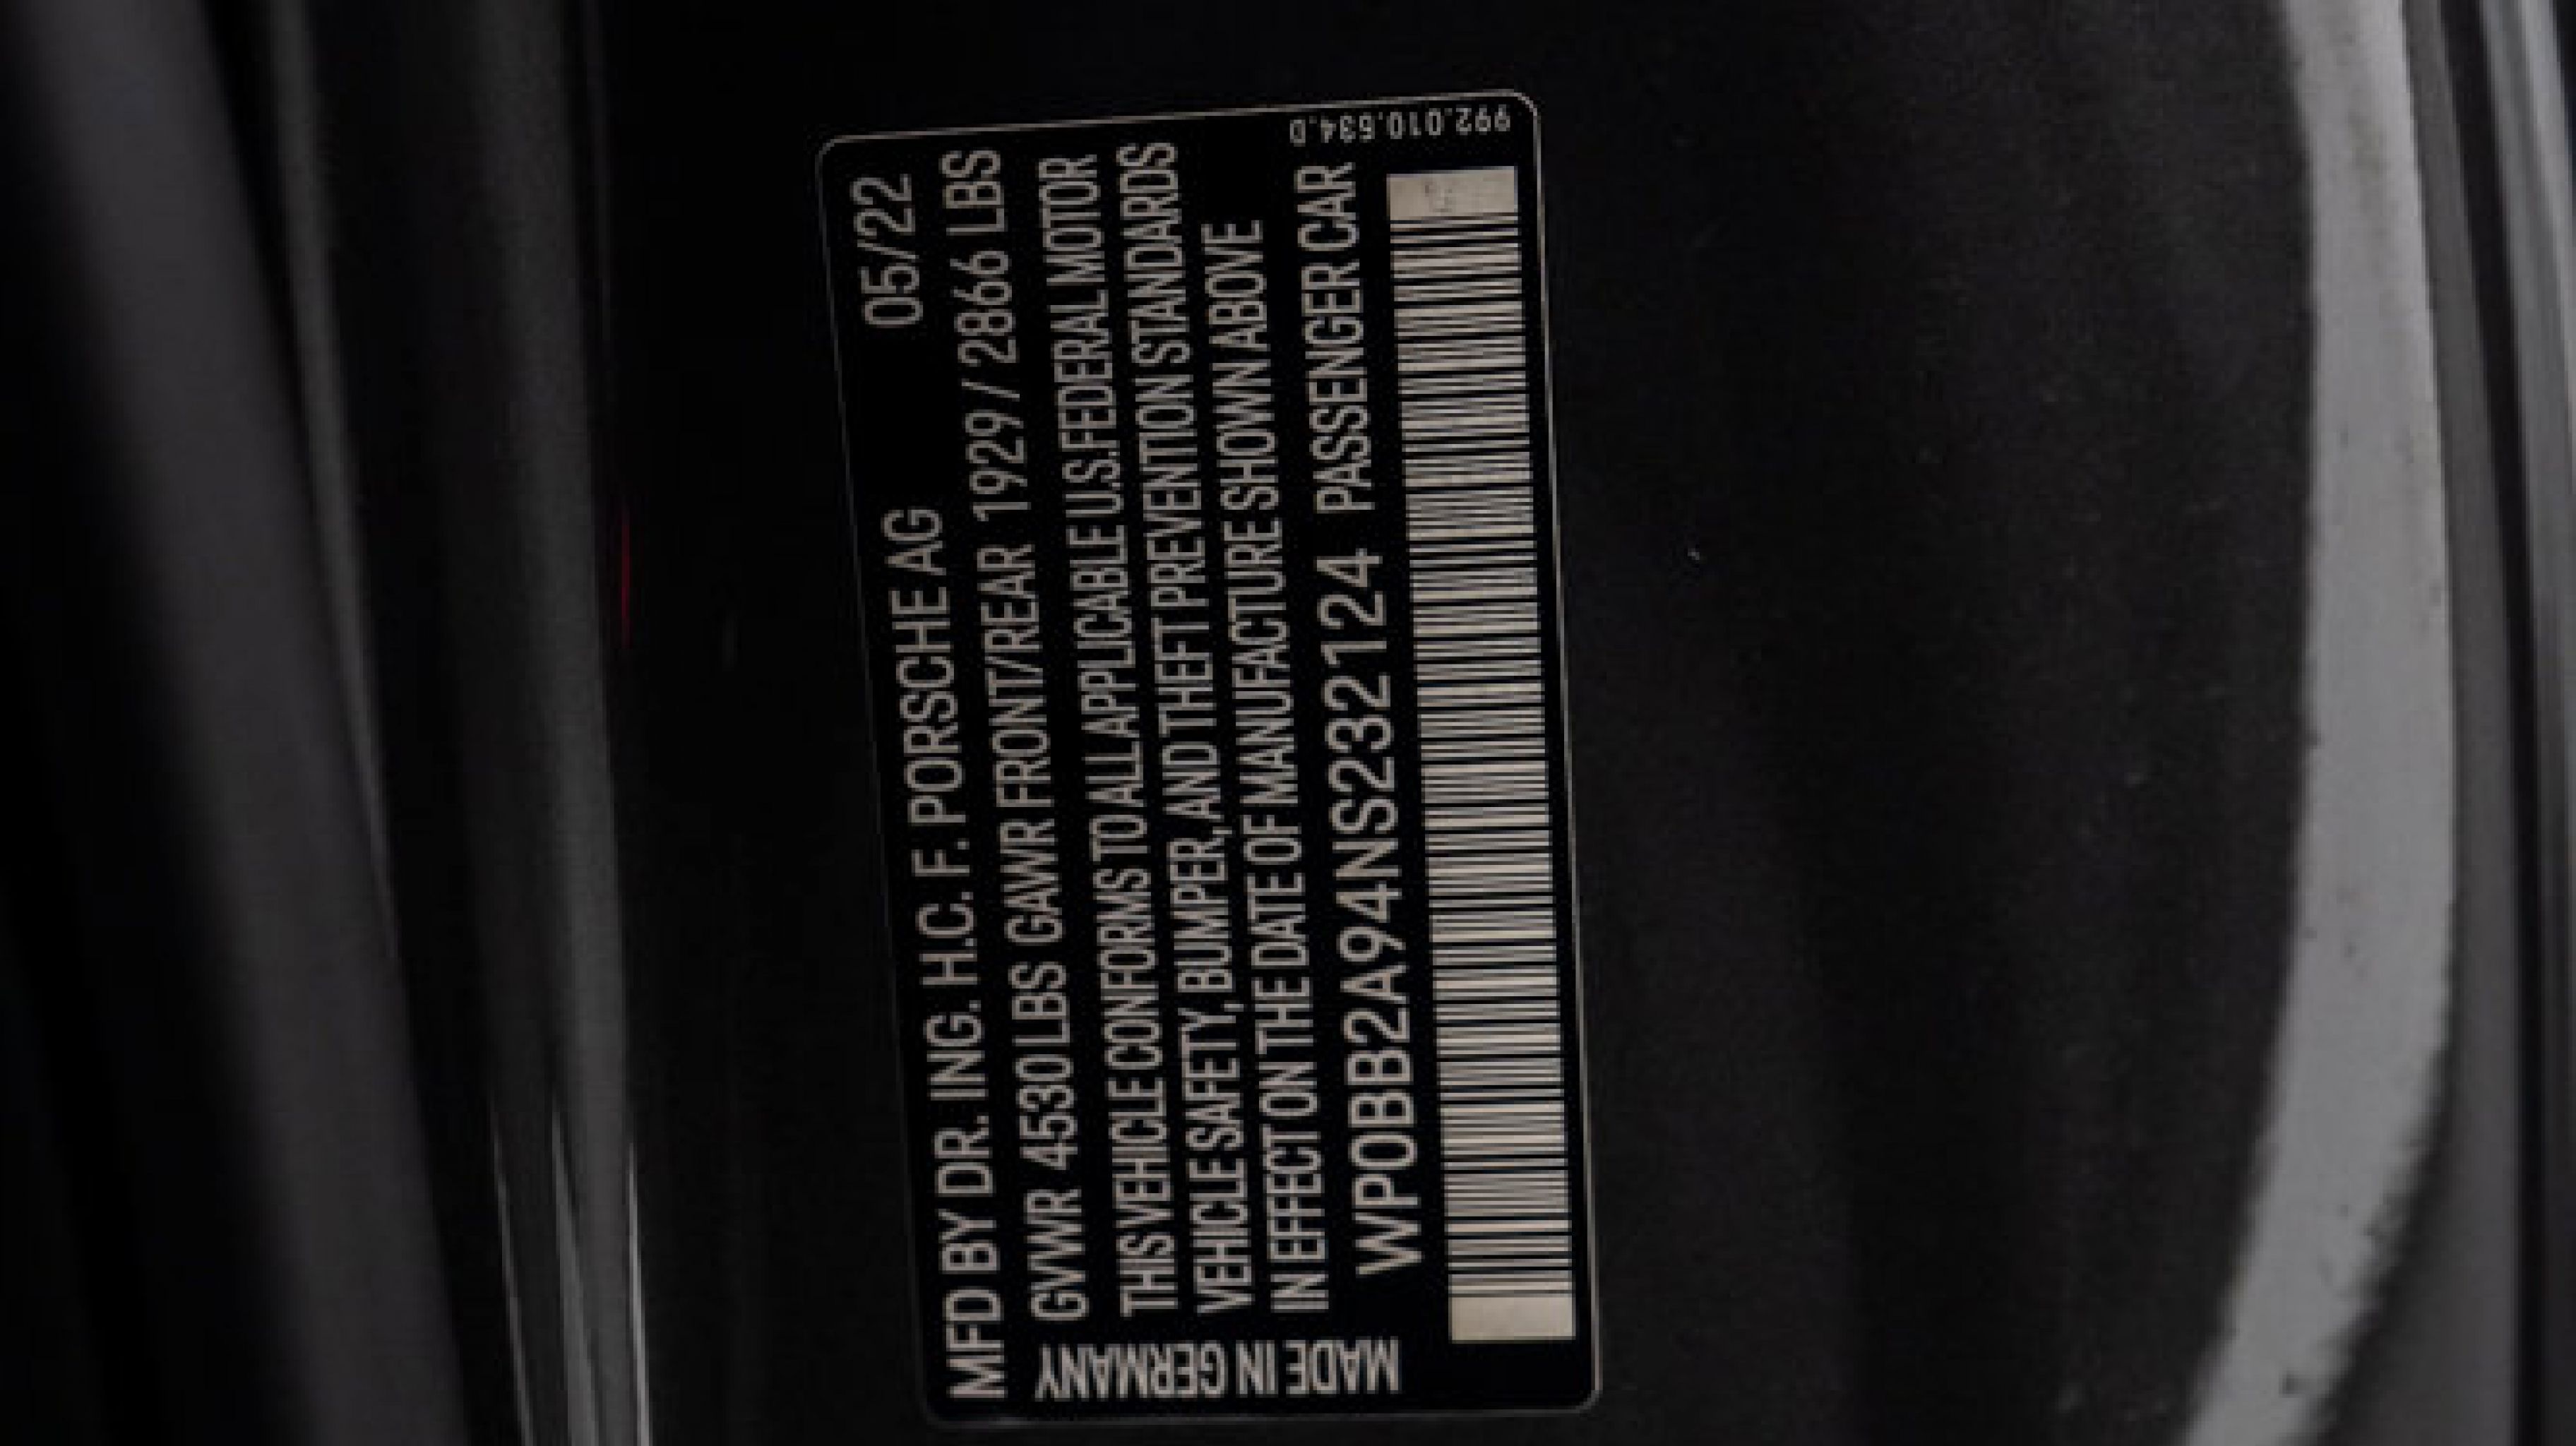 MFD BY DR. ING. H.C. F. PORSCHE AG 05/22
GVWR 4530 LBS GAWR FRONT/REAR 1929 / 2866 LBS
THIS VEHICLE CONFORMS TO ALL APPLICABLE U.S. FEDERAL MOTOR
VEHICLE SAFETY, BUMPER, AND THEFT PREVENTION STANDARDS
IN EFFECT ON THE DATE OF MANUFACTURE SHOWN ABOVE
WP0BB2A94NS232124 PASSENGER CAR
MADE IN GERMANY
992.010.634.D